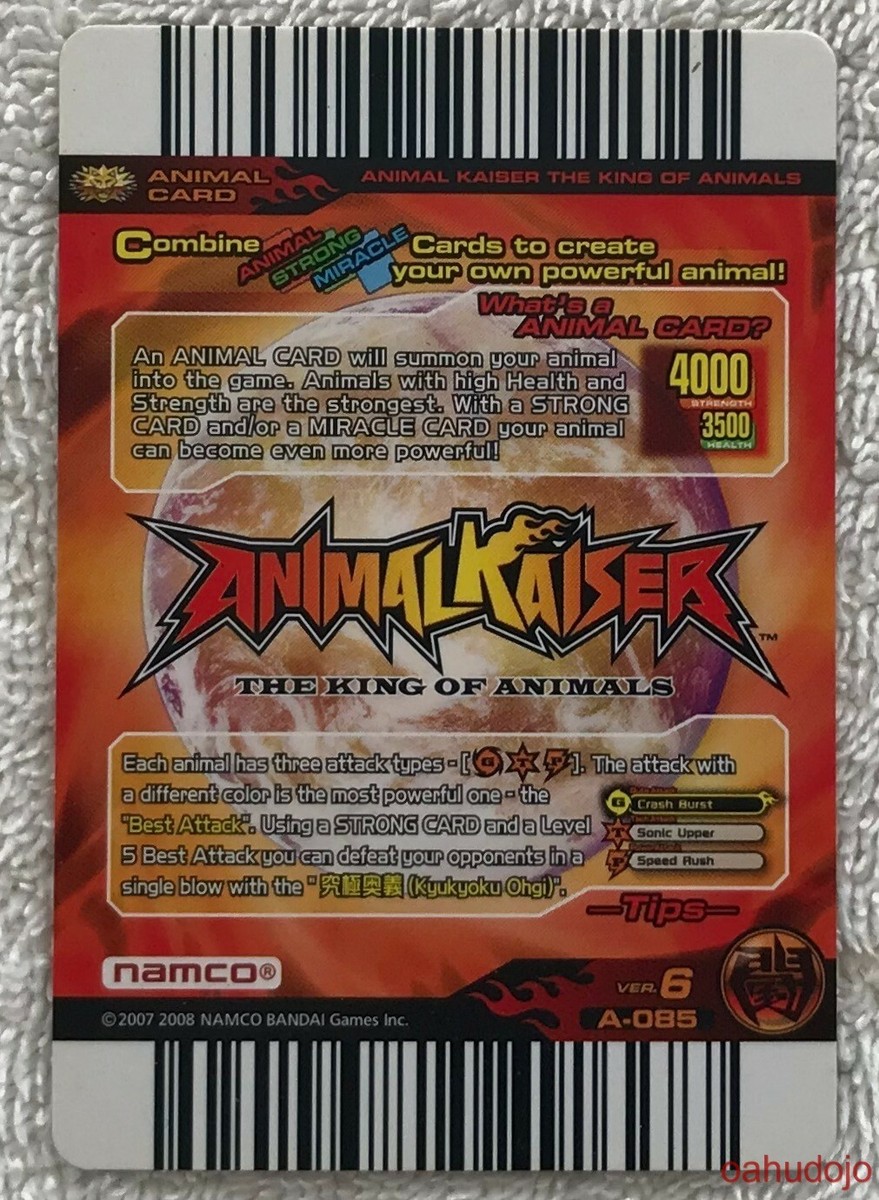 ANIMAL CARD
ANIMAL KAISER THE KING OF ANIMALS
Combine ANIMAL STRONG MIRACLE Cards to create
your own powerful animal!
What's a
ANIMAL CARD?
An ANIMAL CARD will summon your animal
into the game. Animals with high Health and
Strength are the strongest. With a STRONG
CARD and/or a MIRACLE CARD your animal
can become even more powerful!
4000
STRENGTH
3500
HEALTH
ANIMAL KAISER
TM
THE KING OF ANIMALS
Each animal has three attack types - [G T P]. The attack with
a different color is the most powerful one - the
"Best Attack". Using a STRONG CARD and a Level
5 Best Attack you can defeat your opponents in a
single blow with the "究極奥義 (Kyukyoku Ohgi)".
G Crash Burst
T Sonic Upper
P Speed Rush
Tips
namco®
VER. 6
©2007 2008 NAMCO BANDAI Games Inc.
A-085
闘
oahudojo